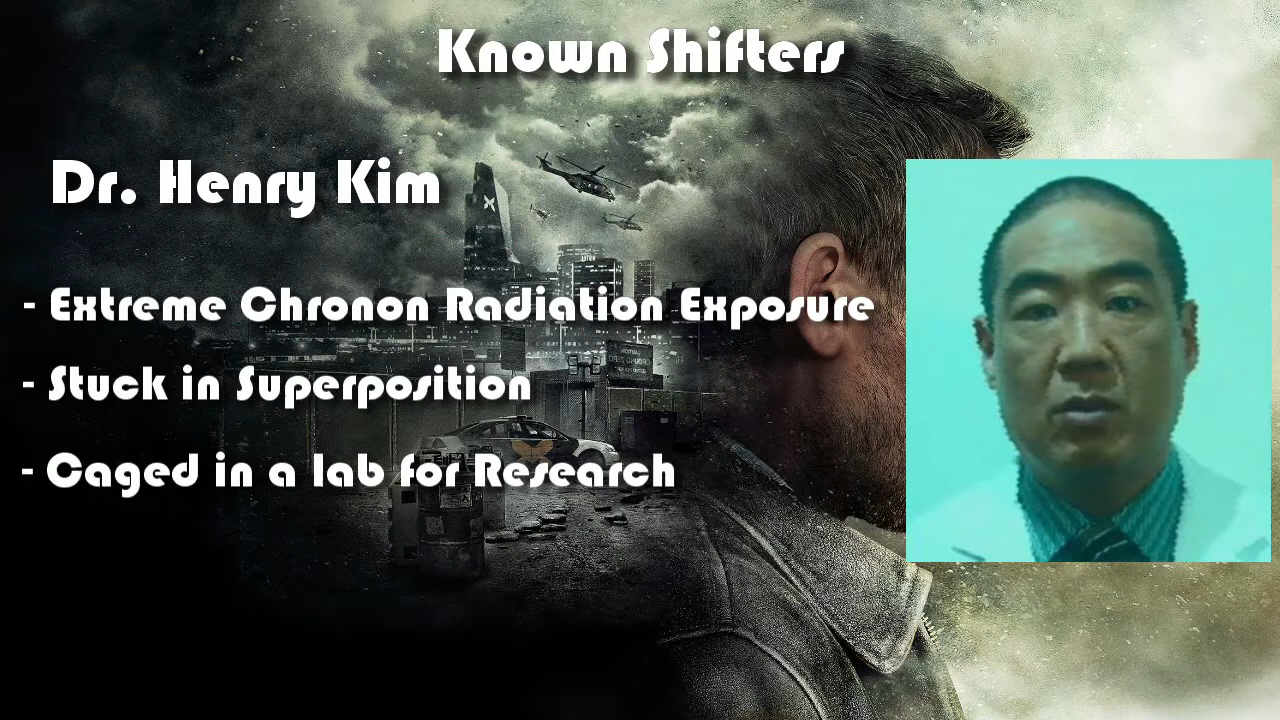 Known Shifters
Dr. Henry Kim
- Extreme Chronon Radiation Exposure
- Stuck in Superposition
- Caged in a lab for Research